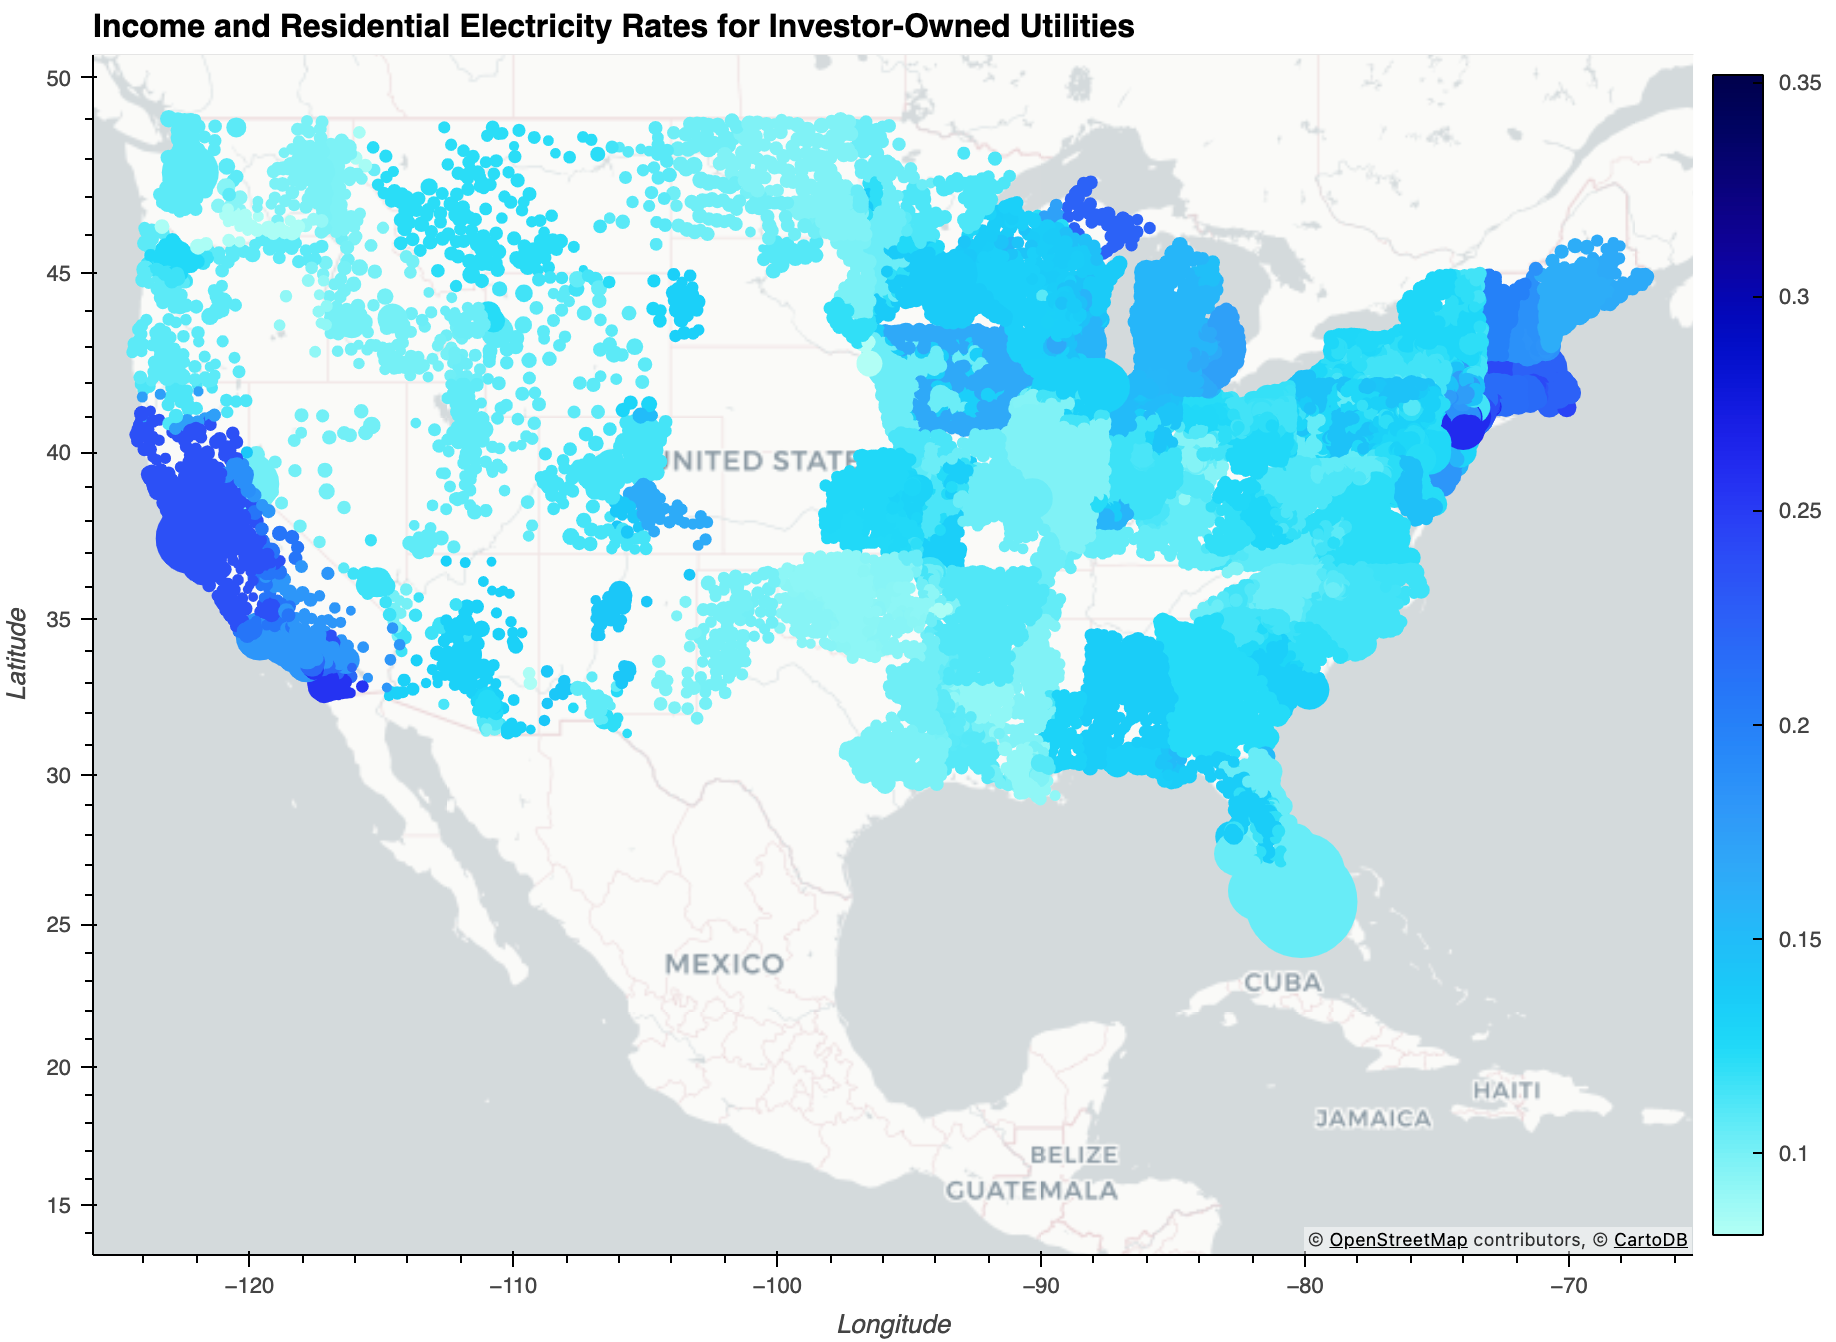 Income and Residential Electricity Rates for Investor-Owned Utilities
50
45
40
35
30
25
20
15
Latitude
UNITED STATE
MEXICO
CUBA
HAITI
JAMAICA
BELIZE
GUATEMALA
© OpenStreetMap contributors, © CartoDB
−120
−110
−100
−90
−80
−70
Longitude
0.35
0.3
0.25
0.2
0.15
0.1